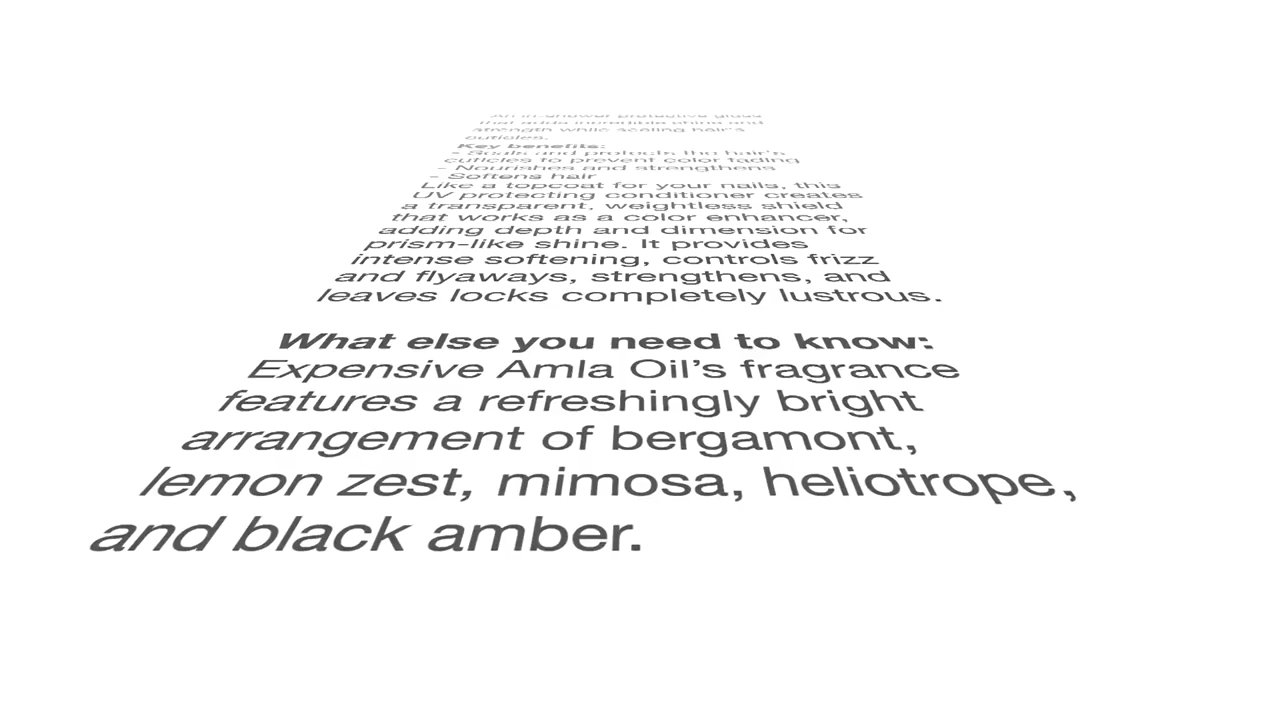 An in-shower protective gloss
that adds incredible shine and
strength while sealing hair's
cuticles.
Key benefits:
- Seals and protects the hair's
cuticles to prevent color fading
- Nourishes and strengthens
- Softens hair
Like a topcoat for your nails, this
UV protecting conditioner creates
a transparent, weightless shield
that works as a color enhancer,
adding depth and dimension for
prism-like shine. It provides
intense softening, controls frizz
and flyaways, strengthens, and
leaves locks completely lustrous.
What else you need to know:
Expensive Amla Oil’s fragrance
features a refreshingly bright
arrangement of bergamont,
lemon zest, mimosa, heliotrope,
and black amber.